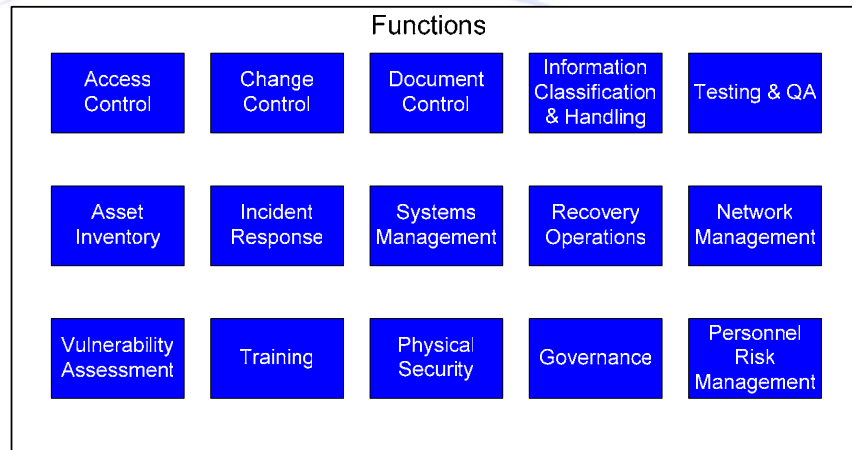 Functions
Access
Control
Change
Control
Document
Control
Information
Classification
& Handling
Testing & QA
Asset
Inventory
Incident
Response
Systems
Management
Recovery
Operations
Network
Management
Vulnerability
Assessment
Training
Physical
Security
Governance
Personnel
Risk
Management